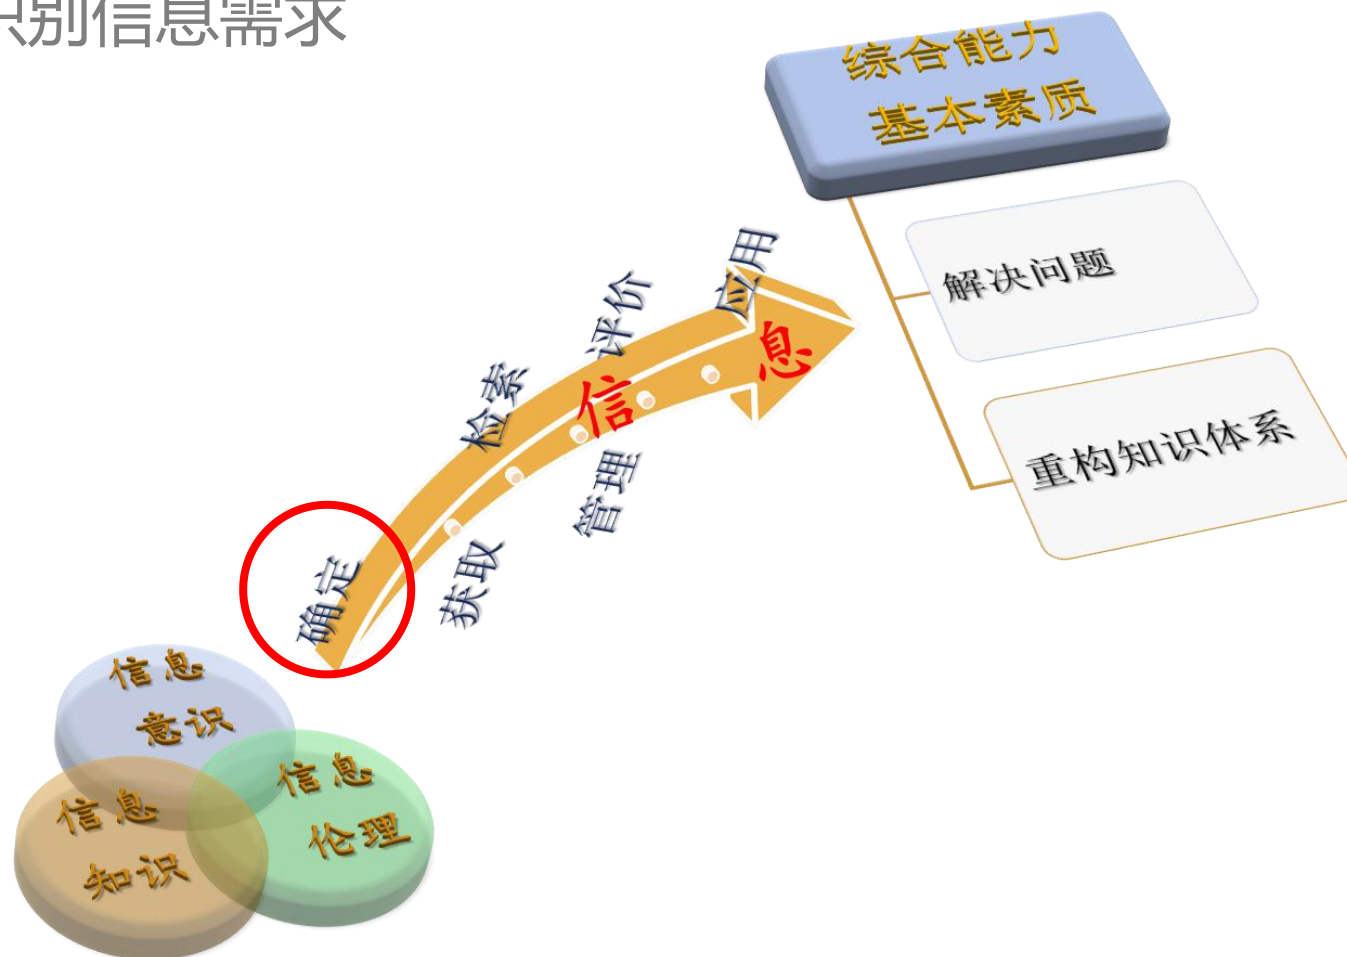 识别信息需求
综合能力
基本素质
解决问题
重构知识体系
应用
评价
检索
确定
信息
管理
获取
信息
意识
信息
知识
信息
伦理